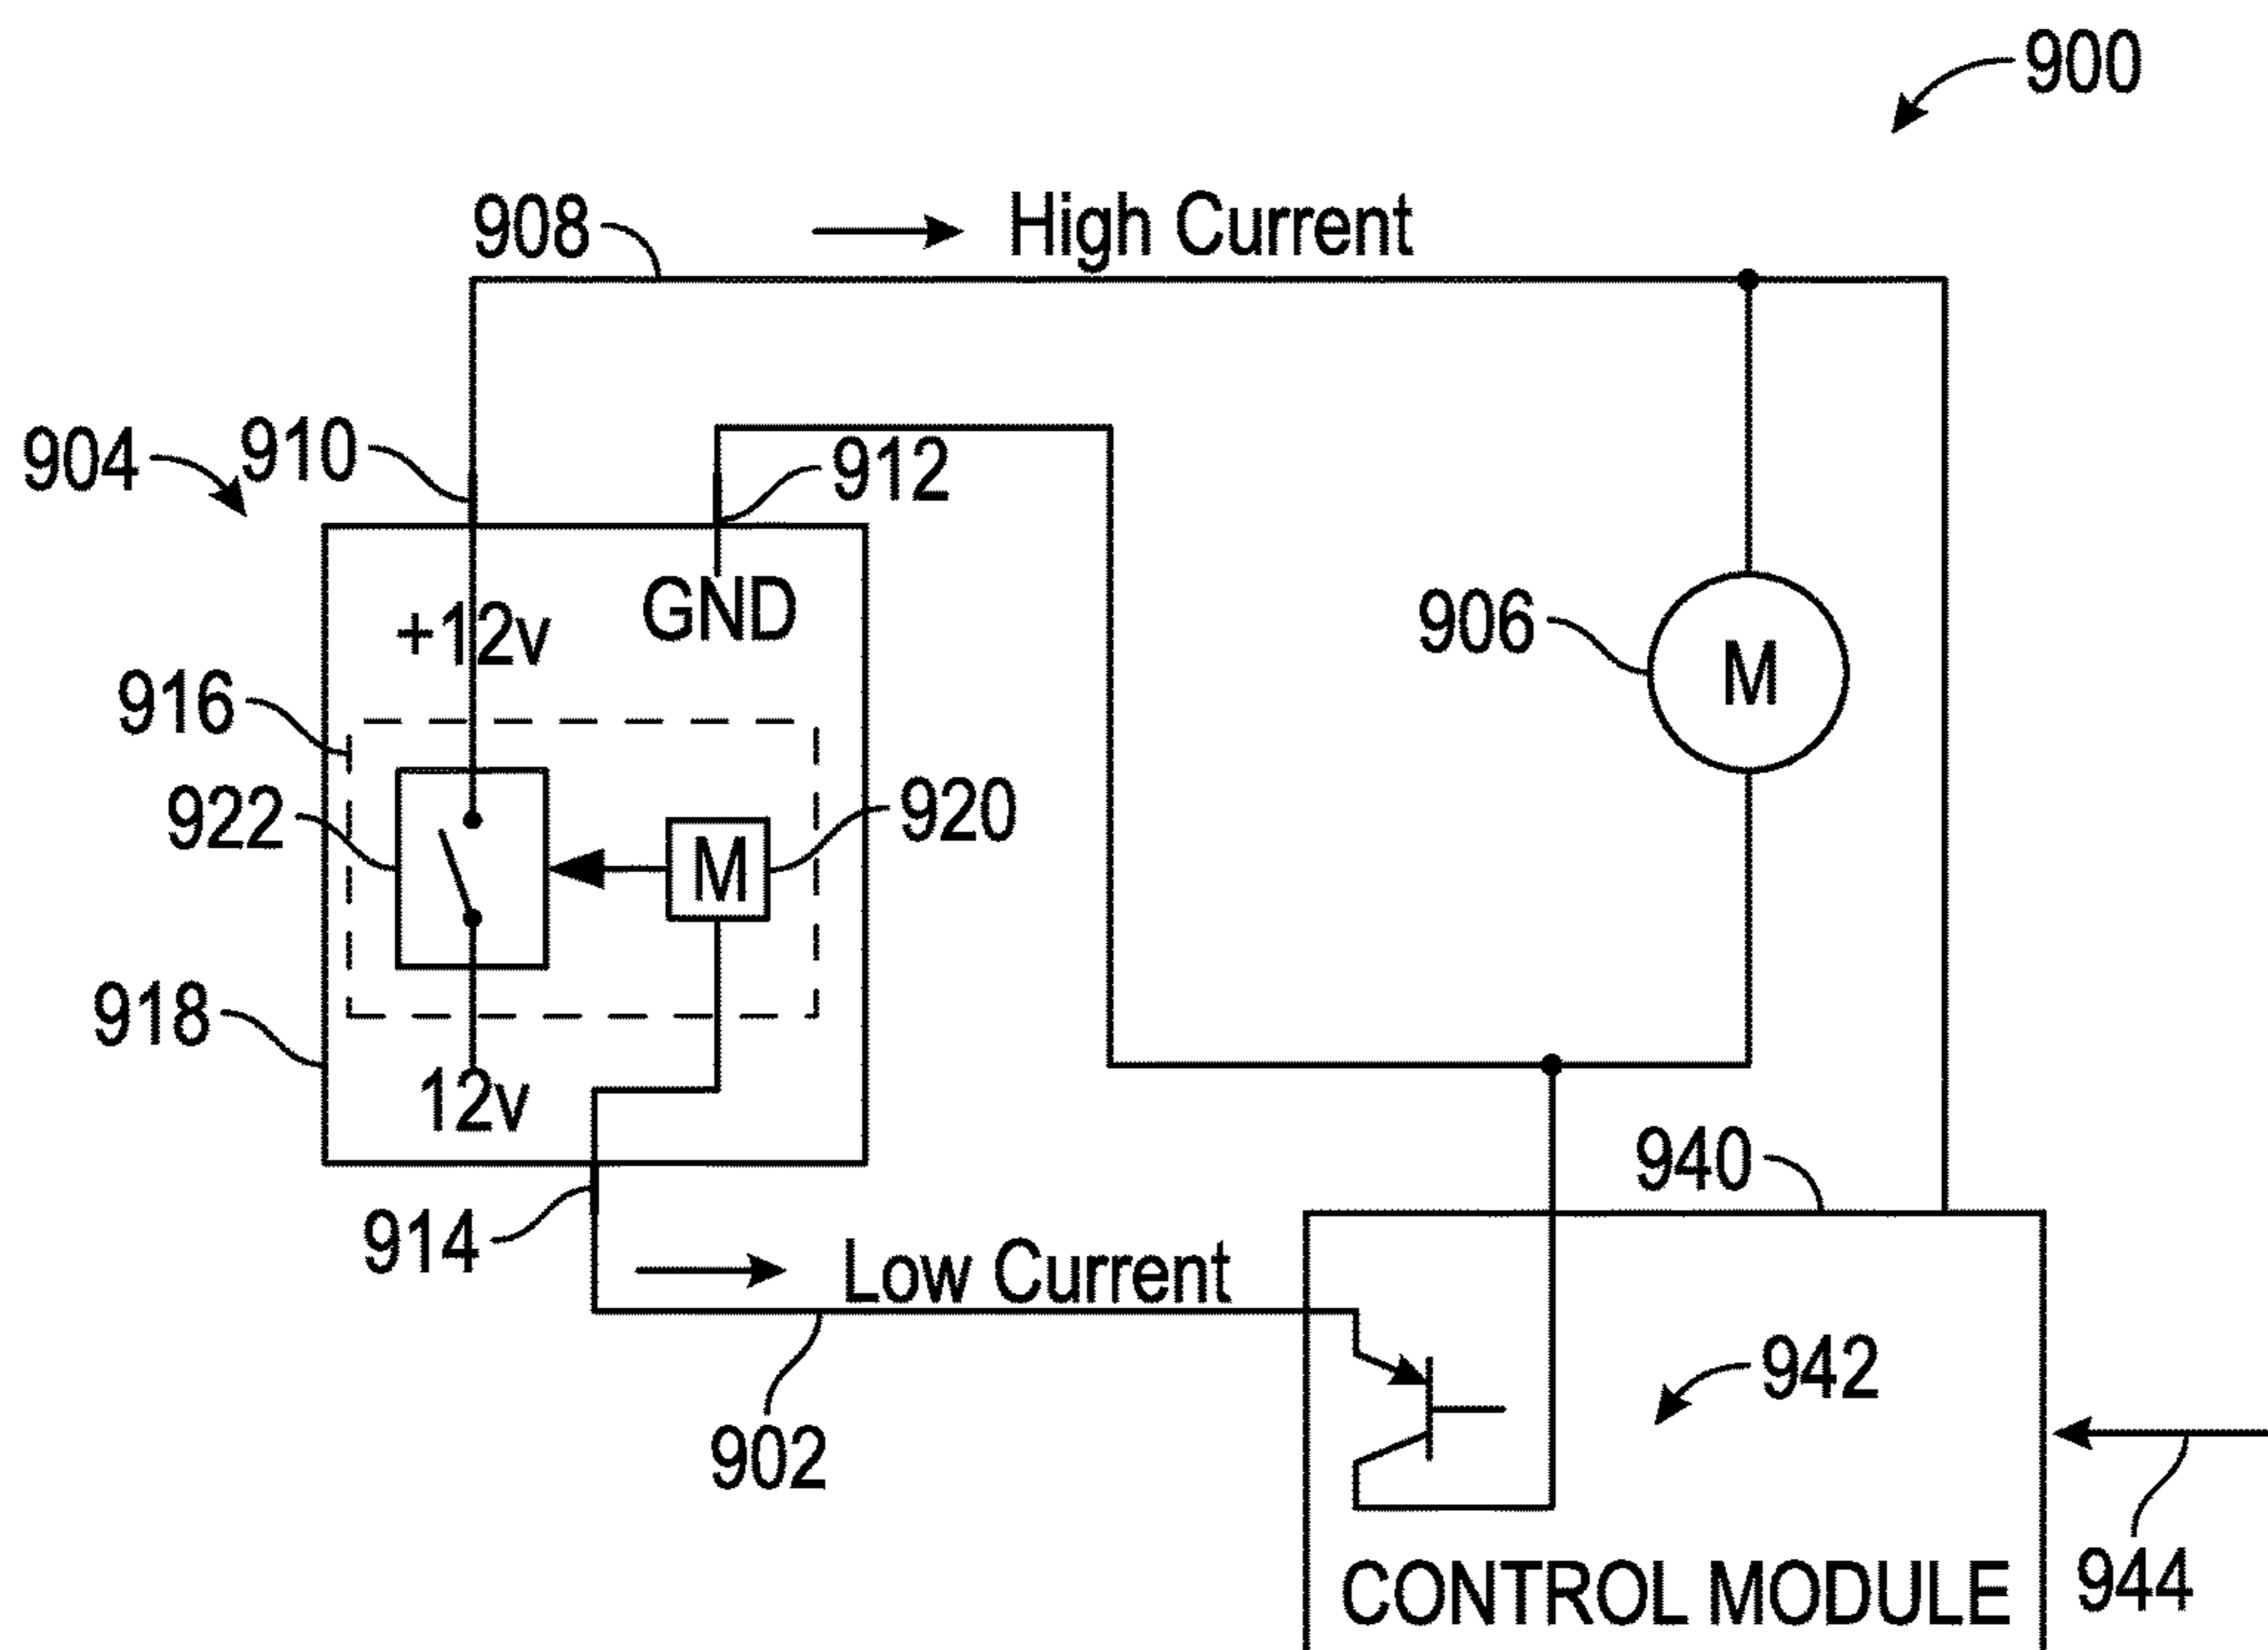 900
908
High Current
904
910
912
GND
+12v
906
M
916
922
M
920
918
12v
940
914
Low Current
942
902
944
CONTROL MODULE